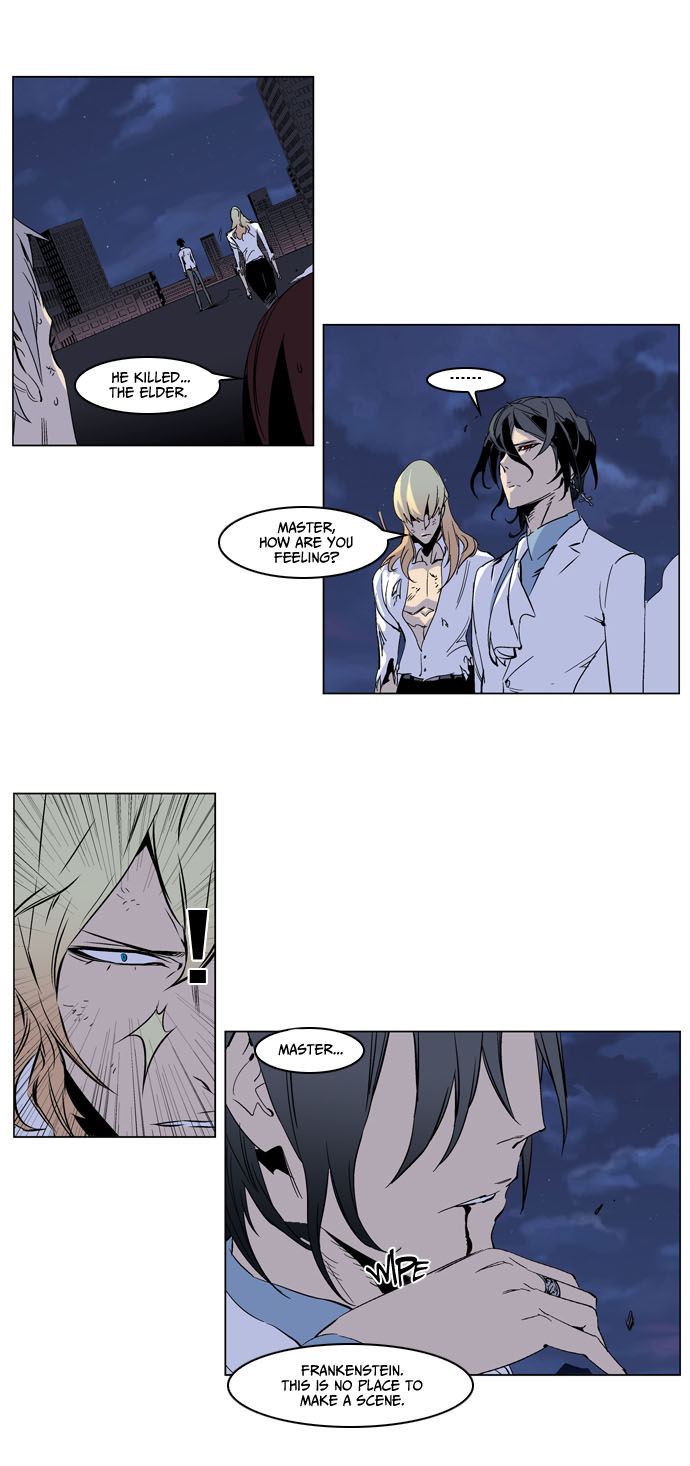 HE KILLED...
THE ELDER.
.......
MASTER,
HOW ARE YOU
FEELING?
!
MASTER...
WIPE
FRANKENSTEIN.
THIS IS NO PLACE TO
MAKE A SCENE.